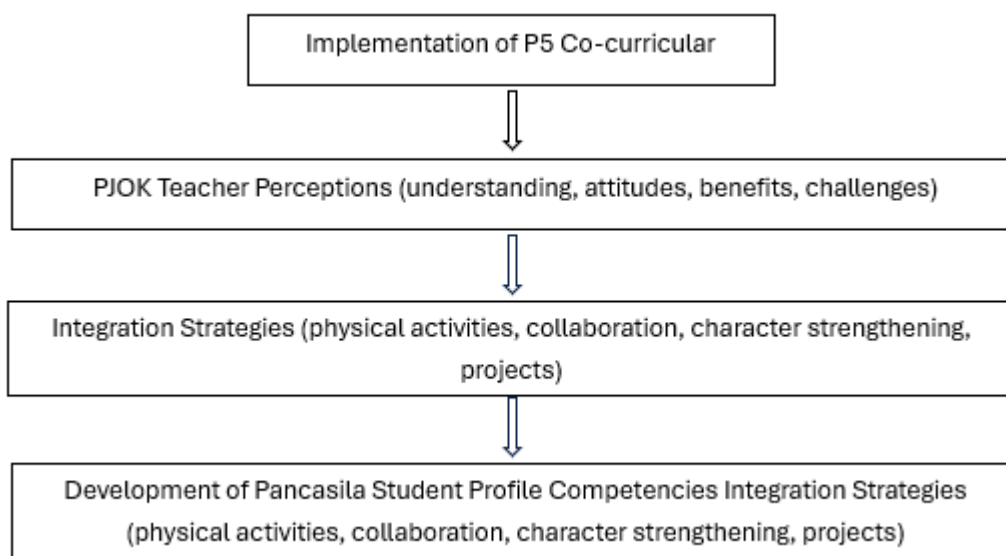 Implementation of P5 Co-curricular
PJOK Teacher Perceptions (understanding, attitudes, benefits, challenges)
Integration Strategies (physical activities, collaboration, character strengthening,
projects)
Development of Pancasila Student Profile Competencies Integration Strategies
(physical activities, collaboration, character strengthening, projects)